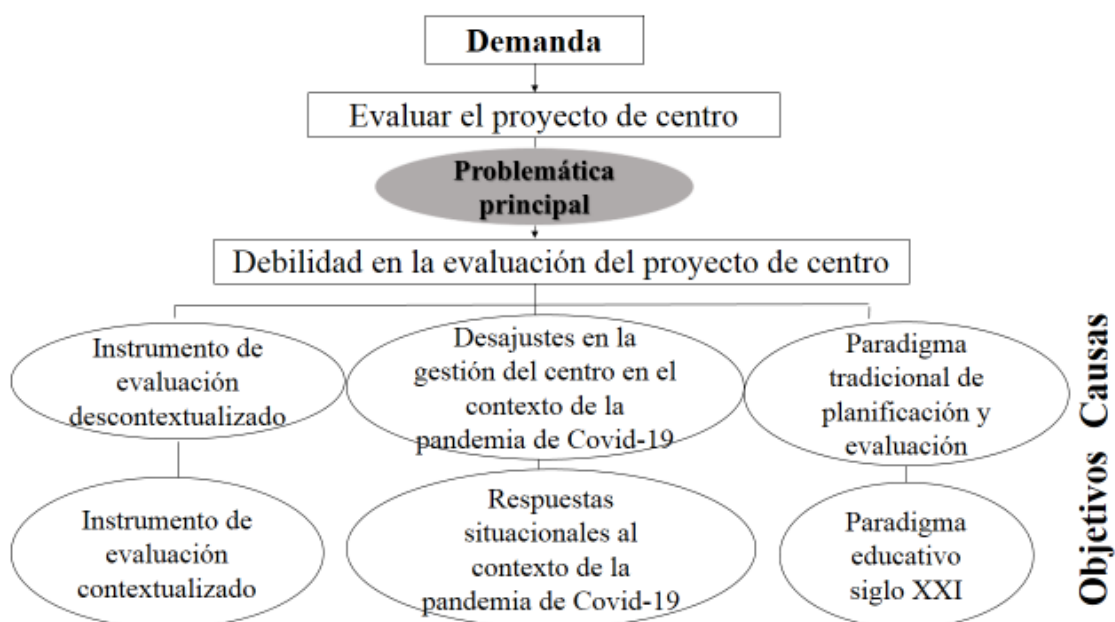 Demanda
Evaluar el proyecto de centro
Problemática
principal
Debilidad en la evaluación del proyecto de centro
Instrumento de
evaluación
descontextualizado
Desajustes en la
gestión del centro en el
contexto de la
pandemia de Covid-19
Paradigma
tradicional de
planificación y
evaluación
Causas
Instrumento de
evaluación
contextualizado
Respuestas
situacionales al
contexto de la
pandemia de Covid-19
Paradigma
educativo
siglo XXI
Objetivos